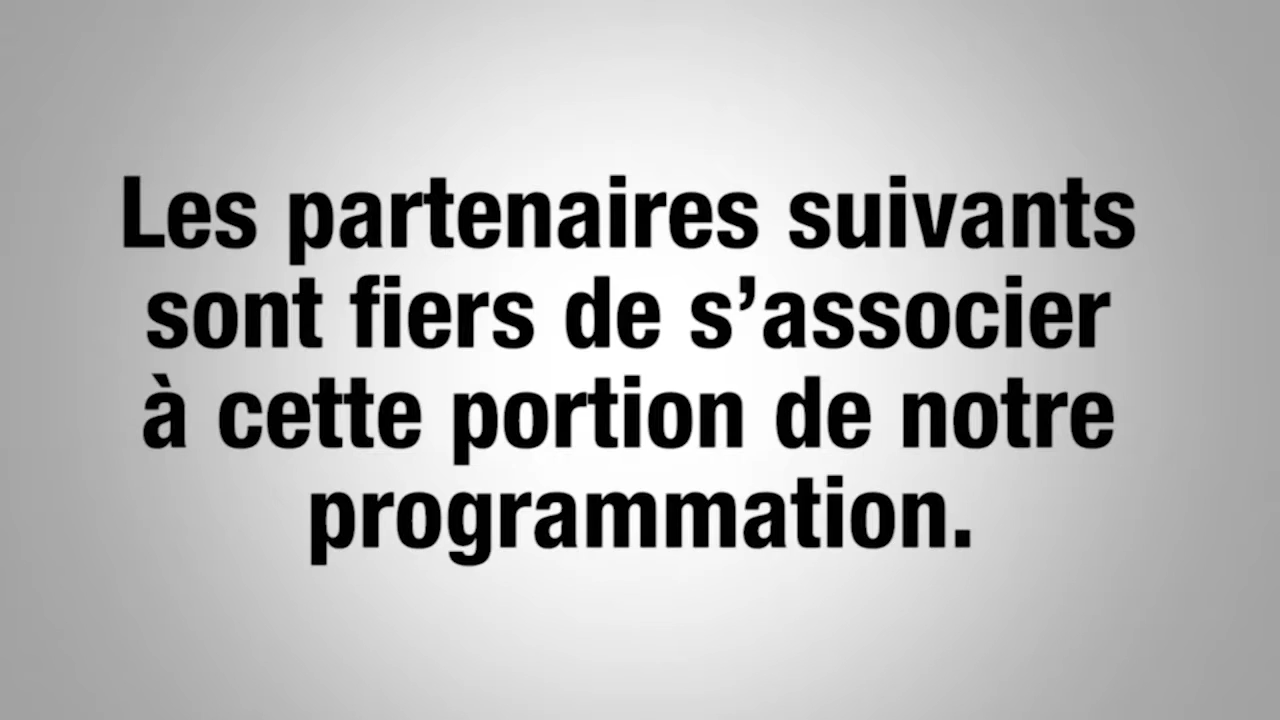 Les partenaires suivants
sont fiers de s’associer
à cette portion de notre
programmation.